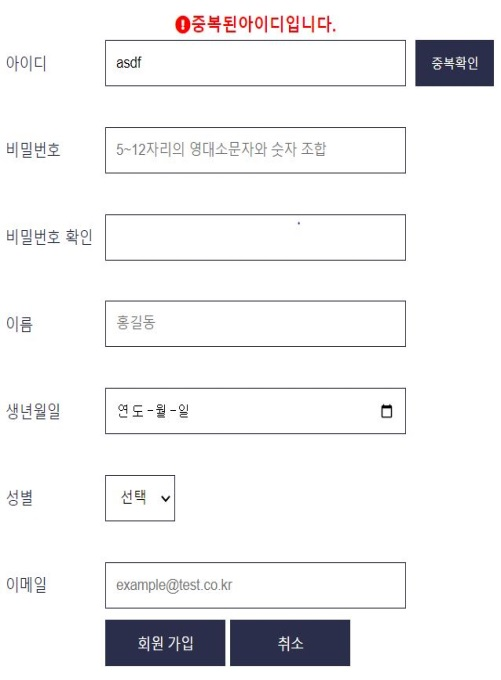 중복된아이디입니다.
아이디 asdf 중복확인
비밀번호 5~12자리의 영대소문자와 숫자 조합
비밀번호 확인
이름 홍길동
생년월일 연도-월-일
성별 선택
이메일 example@test.co.kr
회원 가입 취소